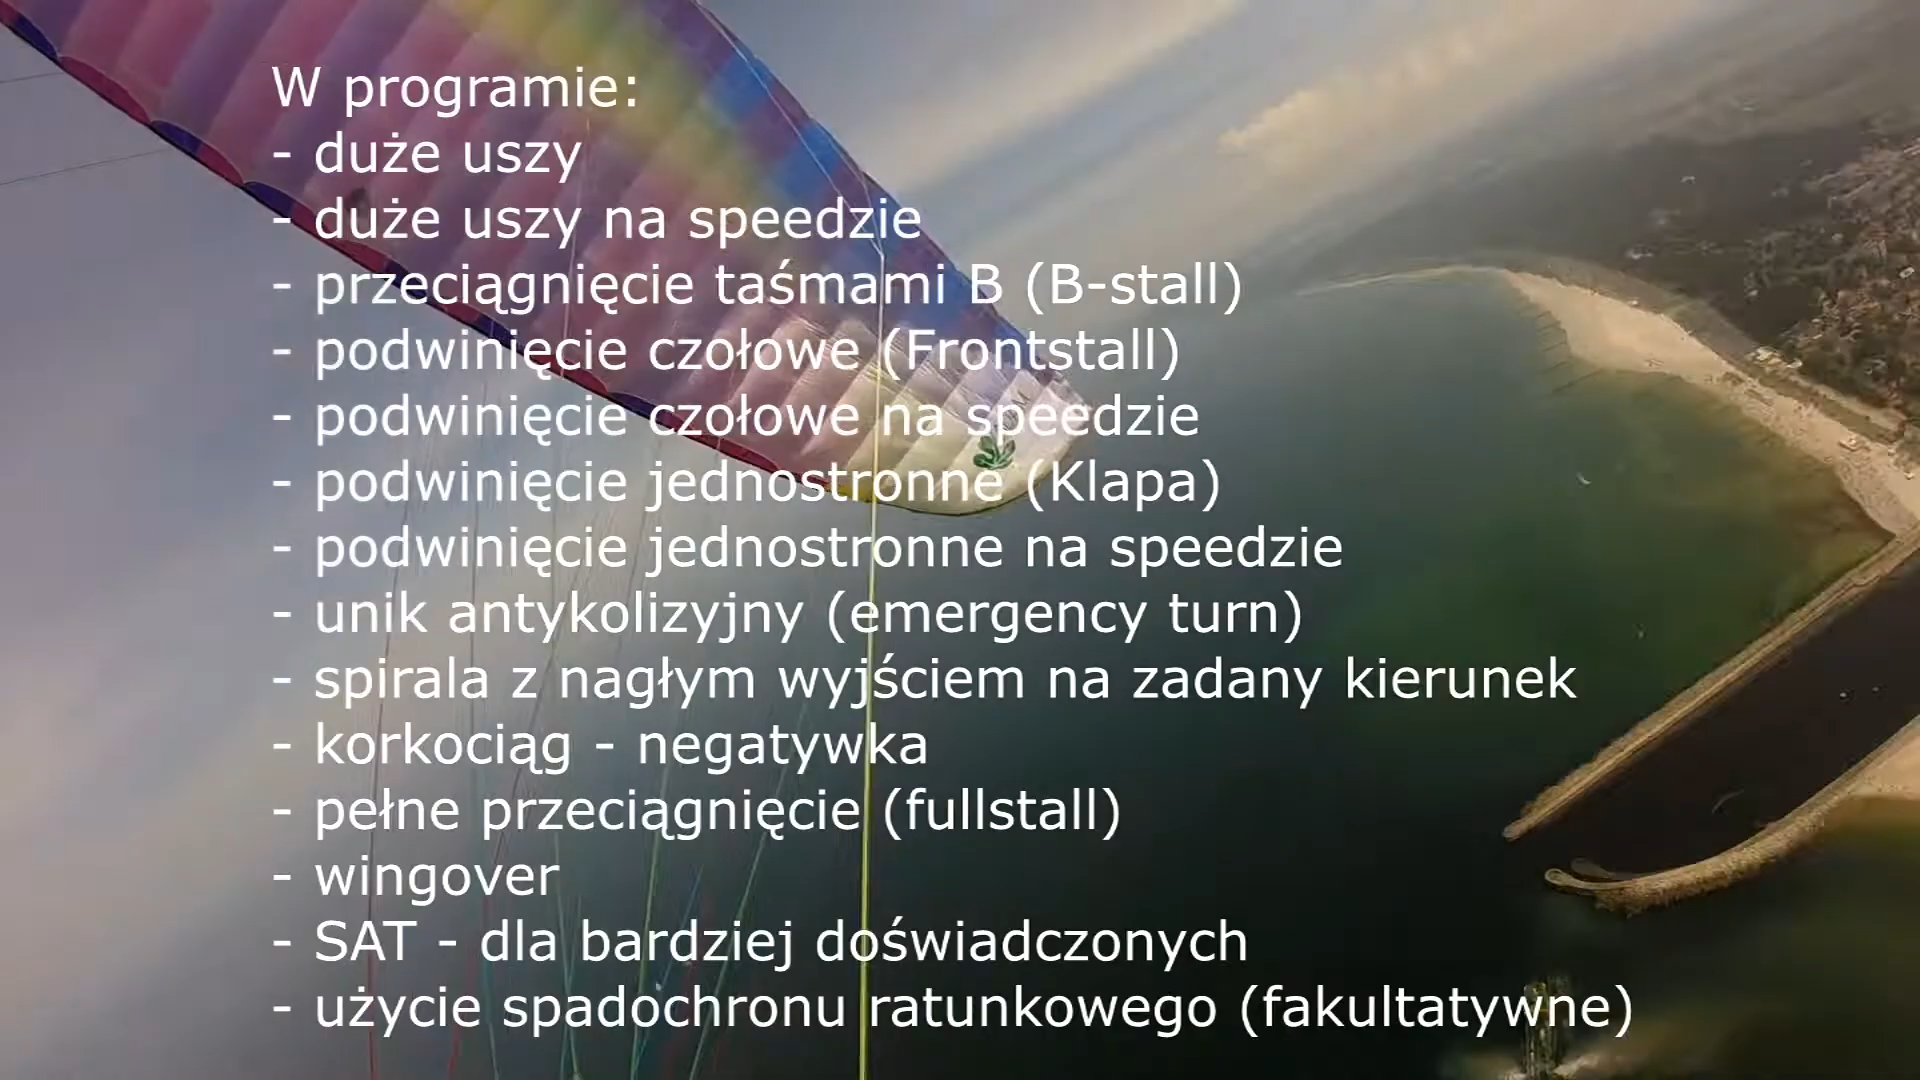 W programie:
- duże uszy
- duże uszy na speedzie
- przeciągnięcie taśmami B (B-stall)
- podwinięcie czołowe (Frontstall)
- podwinięcie czołowe na speedzie
- podwinięcie jednostronne (Klapa)
- podwinięcie jednostronne na speedzie
- unik antykolizyjny (emergency turn)
- spirala z nagłym wyjściem na zadany kierunek
- korkociąg - negatywka
- pełne przeciągnięcie (fullstall)
- wingover
- SAT - dla bardziej doświadczonych
- użycie spadochronu ratunkowego (fakultatywne)